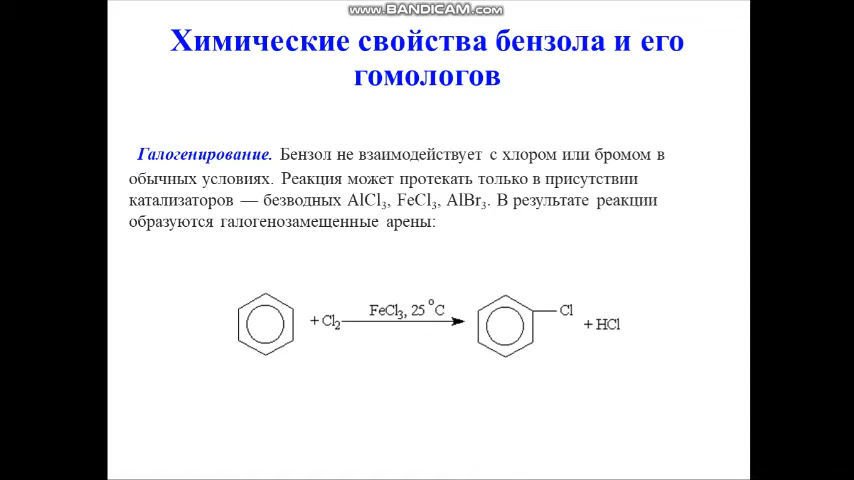 www.BANDICAM.com
Химические свойства бензола и его
гомологов
Галогенирование. Бензол не взаимодействует с хлором или бромом в
обычных условиях. Реакция может протекать только в присутствии
катализаторов — безводных AlCl₃, FeCl₃, AlBr₃. В результате реакции
образуются галогенозамещенные арены:
+ Cl₂ FeCl₃, 25 °C Cl + HCl